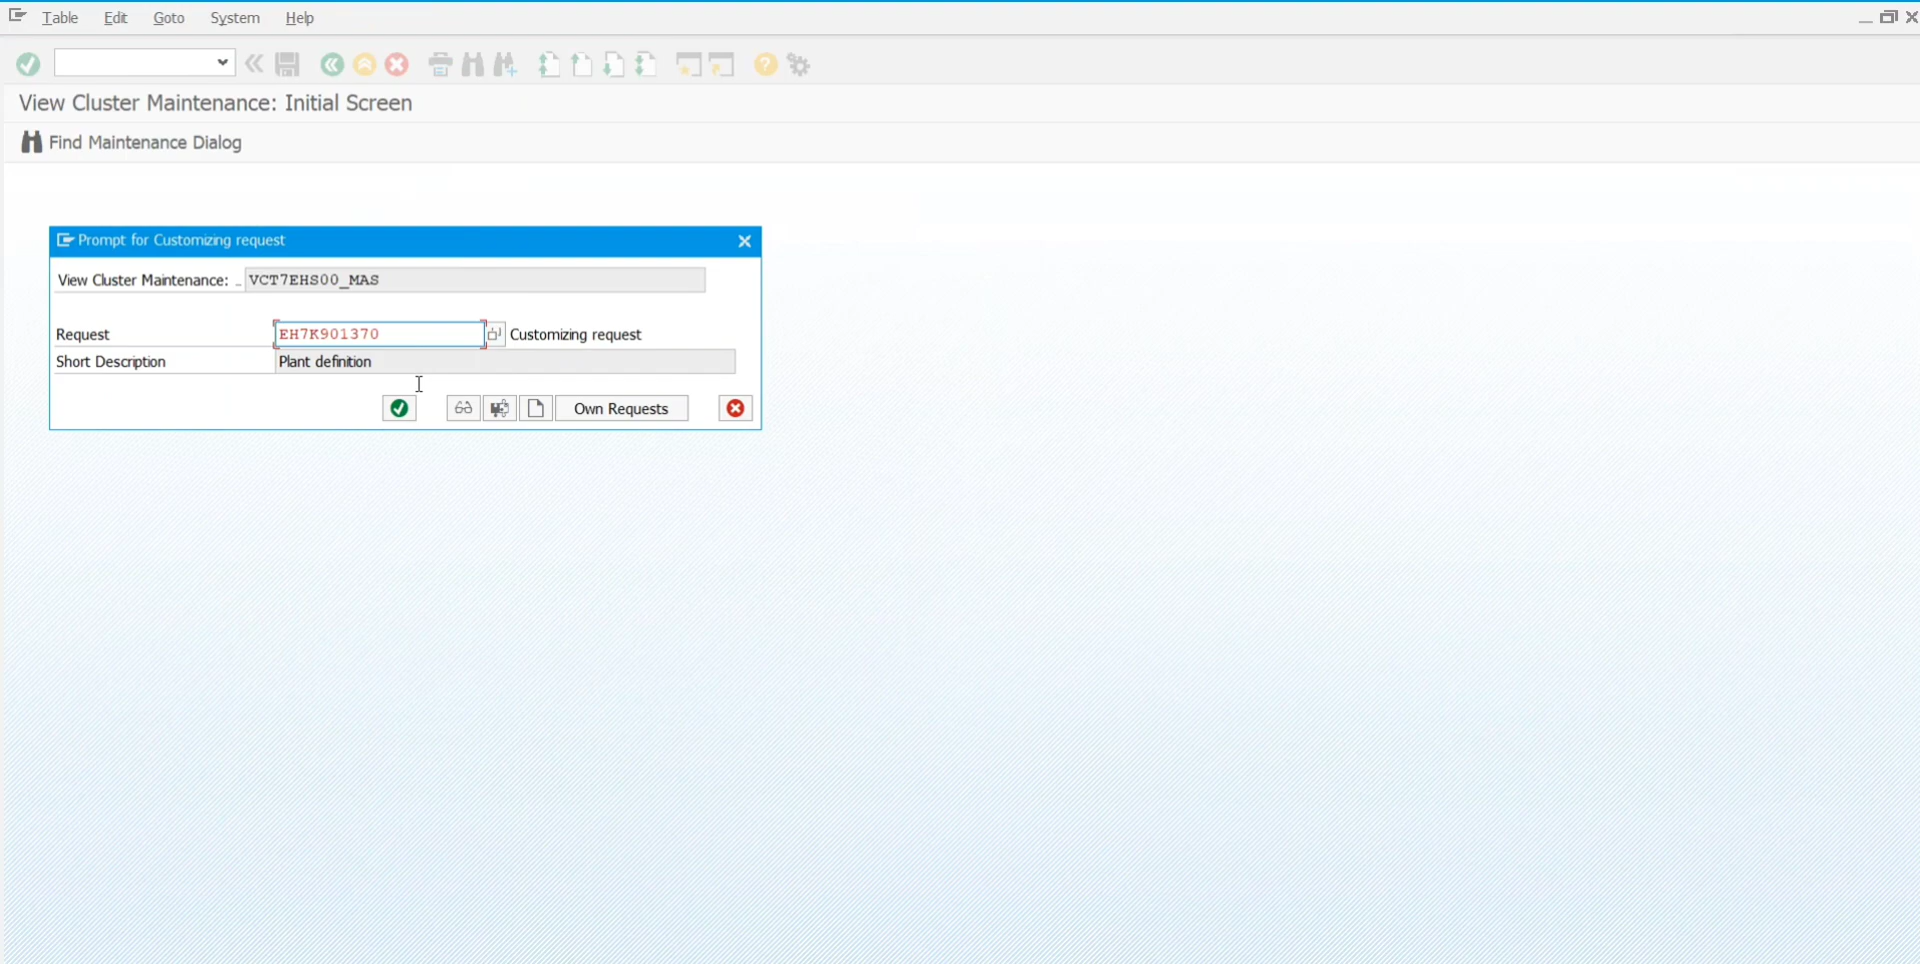 Table Edit Goto System Help
View Cluster Maintenance: Initial Screen
Find Maintenance Dialog
Prompt for Customizing request
View Cluster Maintenance: .. VCT7EHS00_MAS
Request EH7K901370 Customizing request
Short Description Plant definition
Own Requests